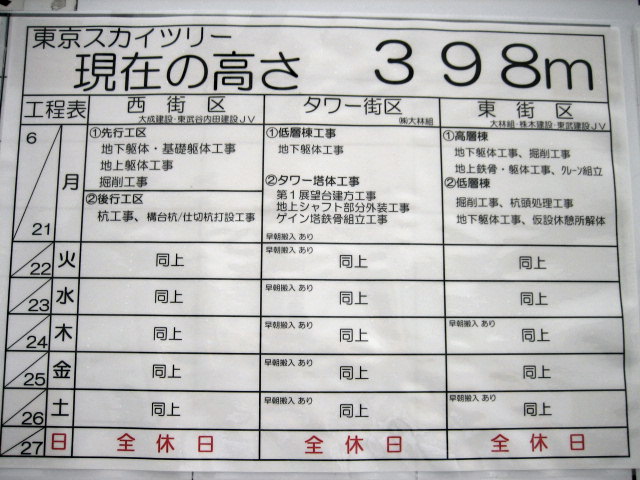 東京スカイツリー
現在の高さ 398m
工程表 西街区 タワー街区 東街区
大成建設・東武谷内田建設JV ㈱大林組 大林組・株木建設・東武建設JV
6
21 月
①先行工区
地下躯体・基礎躯体工事
地上躯体工事
掘削工事
②後行工区
杭工事、構台杭/仕切杭打設工事
①低層棟工事
地下躯体工事
②タワー塔体工事
第1展望台建方工事
地上シャフト部分外装工事
ゲイン塔鉄骨組立工事
早朝搬入 あり
①高層棟
地下躯体工事、掘削工事
地上鉄骨・躯体工事、クレーン組立
②低層棟
掘削工事、杭頭処理工事
地下躯体工事、仮設休憩所解体
22 火 同上 早朝搬入 あり 同上 同上
23 水 同上 早朝搬入 あり 同上 同上
24 木 同上 早朝搬入 あり 同上 早朝搬入 あり 同上
25 金 同上 早朝搬入 あり 同上 早朝搬入 あり 同上
26 土 同上 早朝搬入 あり 同上 早朝搬入 あり 同上
27 日 全休日 全休日 全休日